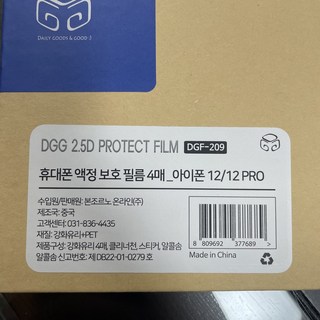 DAILY GOODS & GOOD 2
DGG 2.5D PROTECT FILM DGF-209
휴대폰 액정 보호 필름 4매_아이폰 12/12 PRO
수입원/판매원: 본조르노 온라인(주)
제조국: 중국
고객센터: 031-836-4435
재질: 강화유리+PET
제품구성: 강화유리 4매, 클리너천, 스티커, 알콜솜
알콜솜 신고번호: 제 0822-01-0279 호
8 809692 377689 >
Made in China